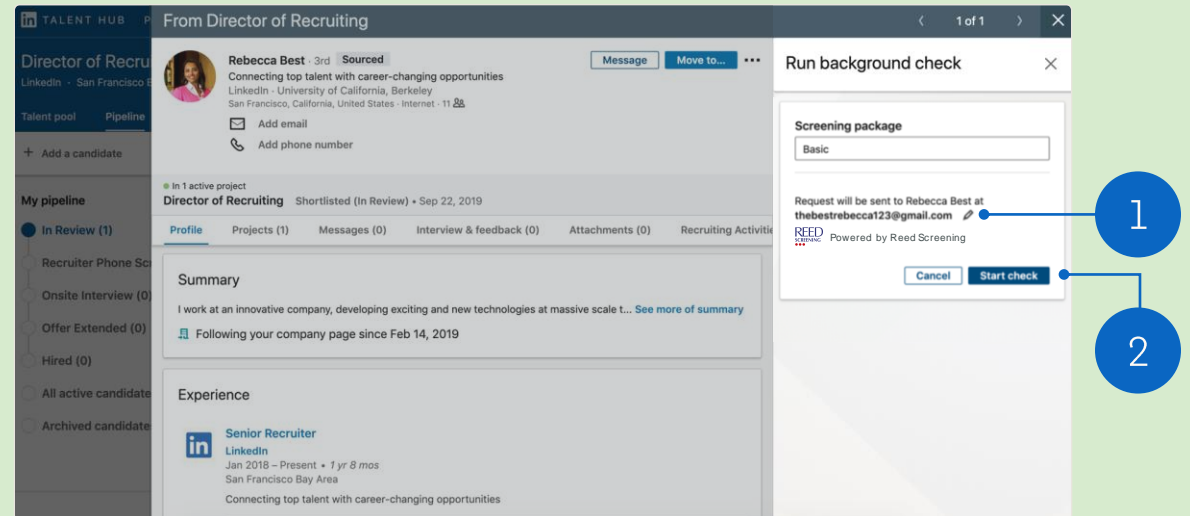 in TALENT HUB P
Director of Recru
LinkedIn · San Francisco B
Talent pool Pipeline
+ Add a candidate
My pipeline
In Review (1)
Recruiter Phone Scr
Onsite Interview (0)
Offer Extended (0)
Hired (0)
All active candidate
Archived candidate
From Director of Recruiting
1 of 1
Rebecca Best · 3rd Sourced
Message Move to...
Connecting top talent with career-changing opportunities
LinkedIn · University of California, Berkeley
San Francisco, California, United States · Internet · 11
Add email
Add phone number
In 1 active project
Director of Recruiting Shortlisted (In Review) • Sep 22, 2019
Profile Projects (1) Messages (0) Interview & feedback (0) Attachments (0) Recruiting Activitie
Summary
I work at an innovative company, developing exciting and new technologies at massive scale t... See more of summary
Following your company page since Feb 14, 2019
Experience
in
Senior Recruiter
LinkedIn
Jan 2018 – Present • 1 yr 8 mos
San Francisco Bay Area
Connecting top talent with career-changing opportunities
Run background check
Screening package
Basic
Request will be sent to Rebecca Best at
thebestrebecca123@gmail.com
REED
SCREENING
Powered by Reed Screening
Cancel Start check
1
2